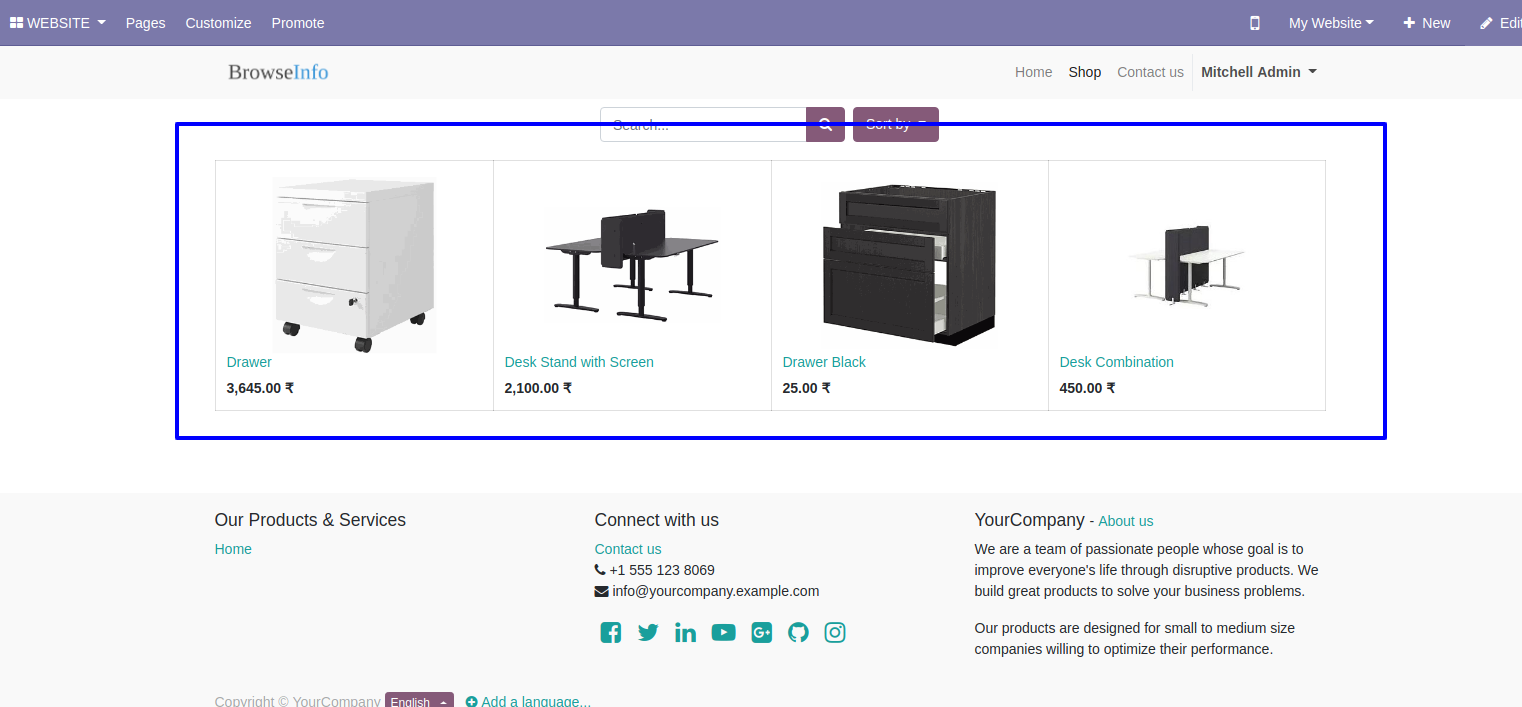 WEBSITE Pages Customize Promote My Website New Edit
BrowseInfo Home Shop Contact us Mitchell Admin
Search... Sort by
Drawer Desk Stand with Screen Drawer Black Desk Combination
3,645.00 ₹ 2,100.00 ₹ 25.00 ₹ 450.00 ₹
Our Products & Services
Home
Connect with us
Contact us
+1 555 123 8069
info@yourcompany.example.com
YourCompany - About us
We are a team of passionate people whose goal is to
improve everyone's life through disruptive products. We
build great products to solve your business problems.
Our products are designed for small to medium size
companies willing to optimize their performance.
Copyright © YourCompany English Add a language...